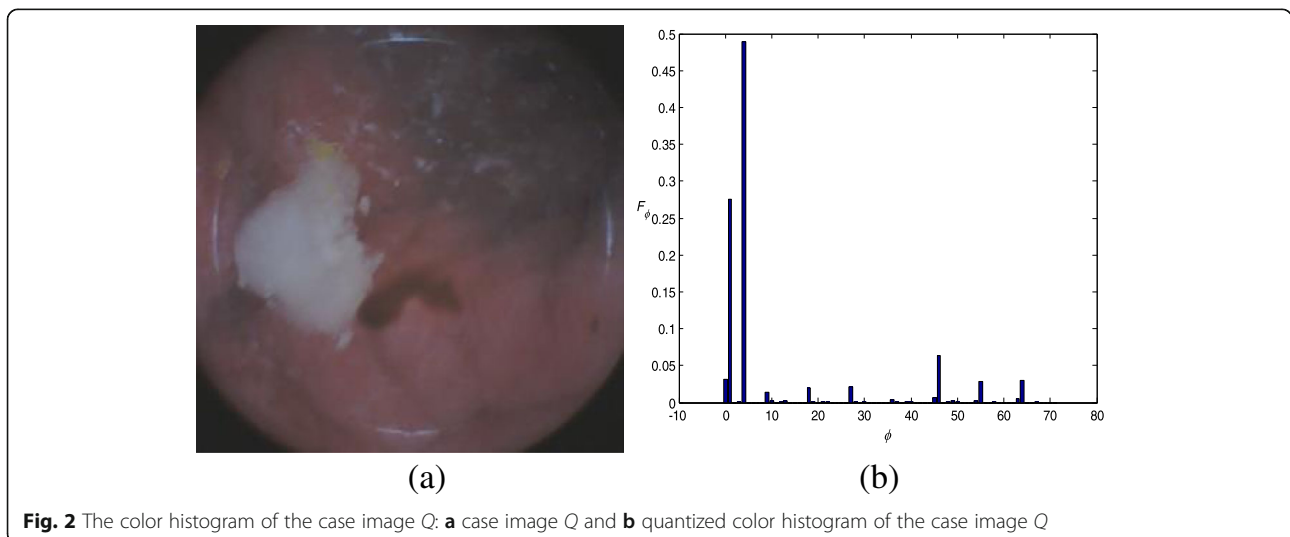 0.5
0.45
0.4
0.35
0.3
0.25
0.2
0.15
0.1
0.05
0
Fϕ
-10 0 10 20 30 40 50 60 70 80
ϕ
(a) (b)
Fig. 2 The color histogram of the case image Q: a case image Q and b quantized color histogram of the case image Q